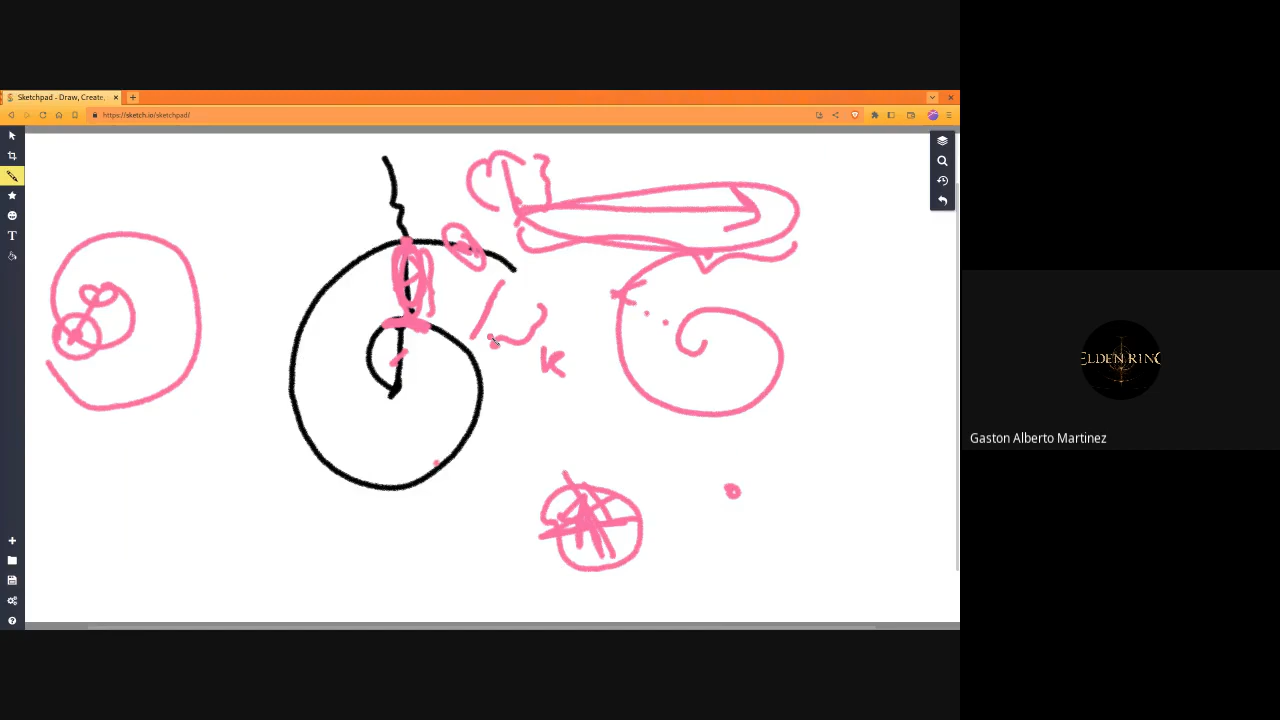 Sketchpad - Draw, Create,
https://sketch.io/sketchpad/
T
K
ELDEN RING
Gaston Alberto Martinez